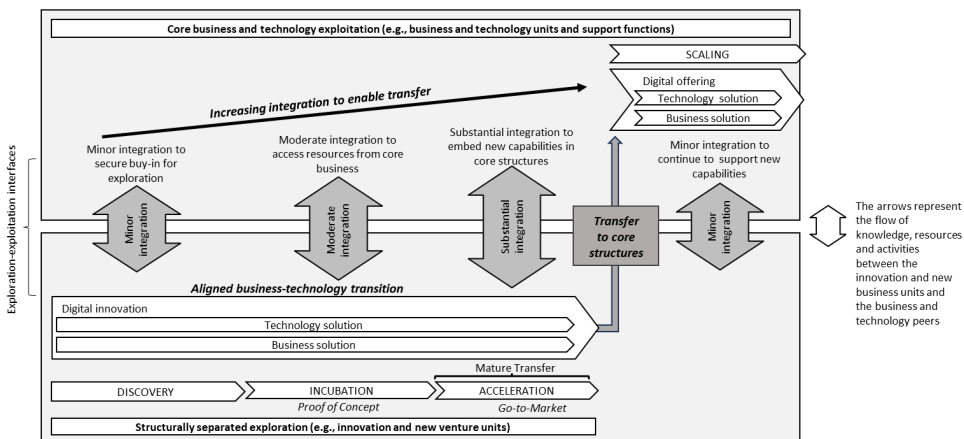 Core business and technology exploitation (e.g., business and technology units and support functions)
SCALING
Digital offering
Technology solution
Business solution
Increasing integration to enable transfer
Minor integration to
secure buy-in for
exploration
Moderate integration to
access resources from core
business
Substantial integration to
embed new capabilities in
core structures
Minor integration to
continue to support new
capabilities
Exploration-exploitation interfaces
Minor
integration
Moderate
integration
Substantial
integration
Transfer
to core
structures
Minor
integration
The arrows represent
the flow of
knowledge, resources
and activities
between the
innovation and new
business units and
the business and
technology peers
Aligned business-technology transition
Digital innovation
Technology solution
Business solution
Mature Transfer
DISCOVERY
INCUBATION
ACCELERATION
Proof of Concept
Go-to-Market
Structurally separated exploration (e.g., innovation and new venture units)